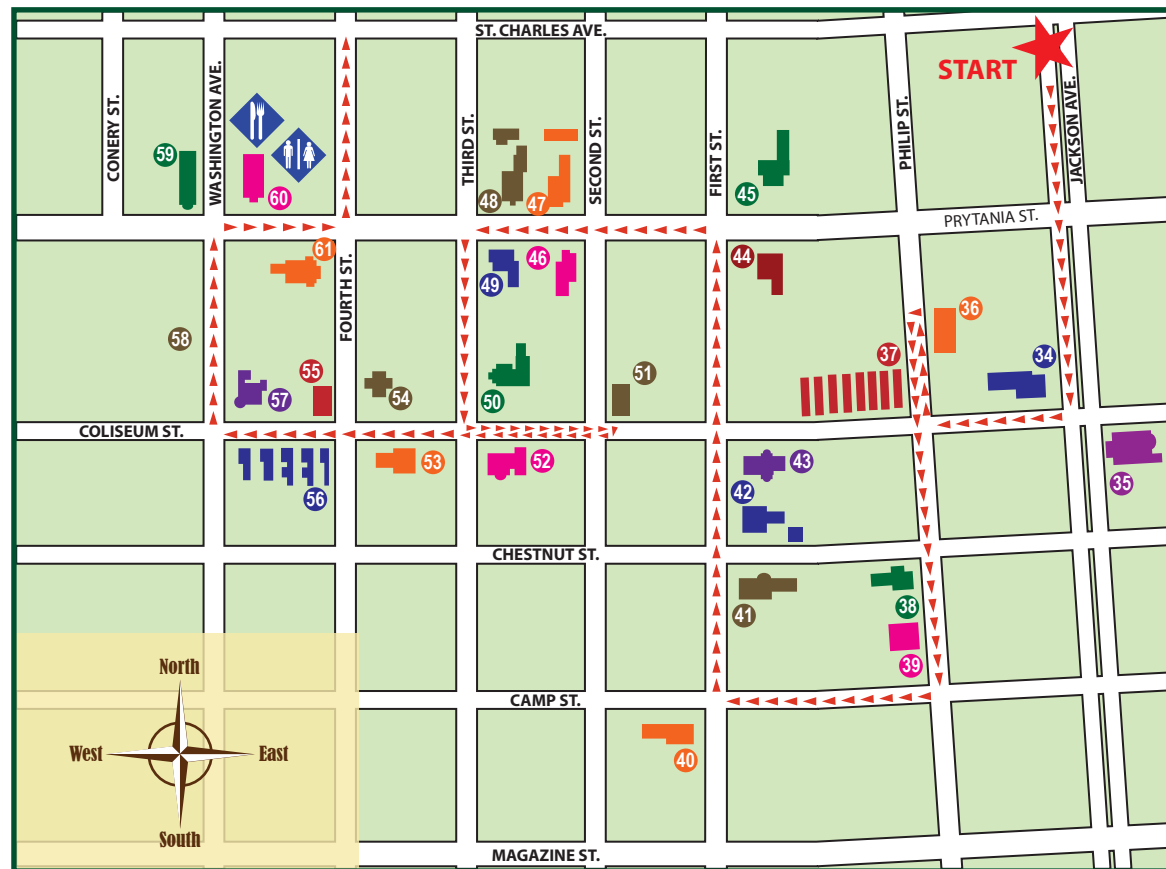 ST. CHARLES AVE.
START
CONERY ST.
WASHINGTON AVE.
THIRD ST.
SECOND ST.
FIRST ST.
PHILIP ST.
JACKSON AVE.
59
60
48
47
45
PRYTANIA ST.
61
FOURTH ST.
49
46
44
58
36
37
34
55
57
54
50
51
COLISEUM ST.
56
53
52
43
42
35
CHESTNUT ST.
41
38
39
CAMP ST.
40
North
West
East
South
MAGAZINE ST.